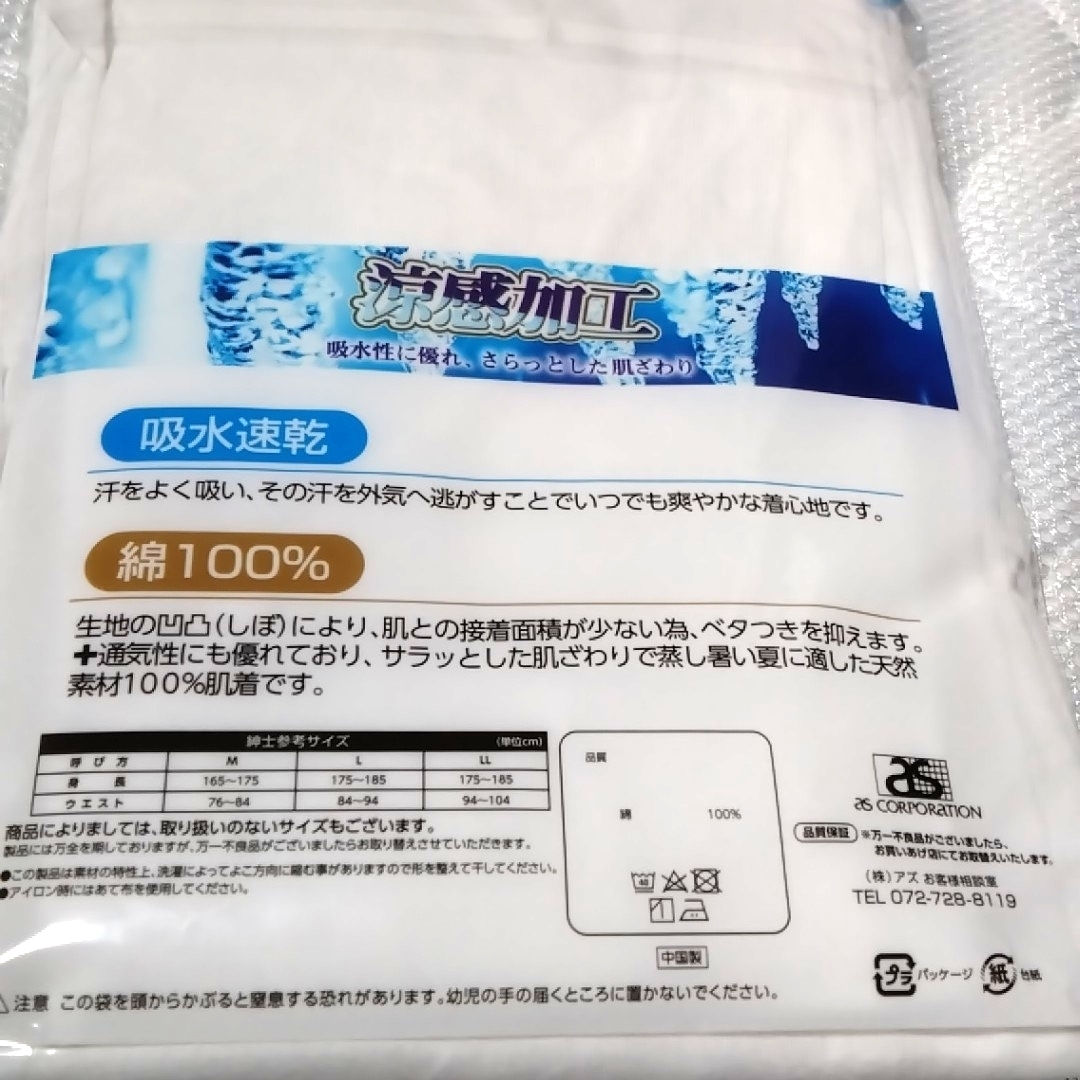 涼感加工
吸水性に優れ、さらっとした肌ざわり
吸水速乾
汗をよく吸い、その汗を外気へ逃がすことでいつでも爽やかな着心地です。
綿100%
生地の凹凸(しぼ)により、肌との接着面積が少ない為、ベタつきを抑えます。
✚通気性にも優れており、サラッとした肌ざわりで蒸し暑い夏に適した天然
素材100%肌着です。
紳士参考サイズ (単位cm)
呼び方 M L LL
身長 165〜175 175〜185 175〜185
ウエスト 76〜84 84〜94 94〜104
商品によりましては、取り扱いのないサイズもございます。
製品には万全を期しておりますが、万一不良品がございましたらお取り替えさせていただきます。
●この製品は素材の特性上、洗濯によってよこ方向に縮む事がありますので形を整えて干してください。
●アイロン時にはあて布を使用してください。
品質
綿 100%
40
中国製
as
as CORPORATION
品質保証 ※万一不良品がございましたら、
お買いあげ店にてお取替えいたします。
(株)アズ お客様相談室
TEL 072-728-8119
プラ パッケージ 紙 台紙
⚠注意 この袋を頭からかぶると窒息する恐れがあります。幼児の手の届くところに置かないでください。